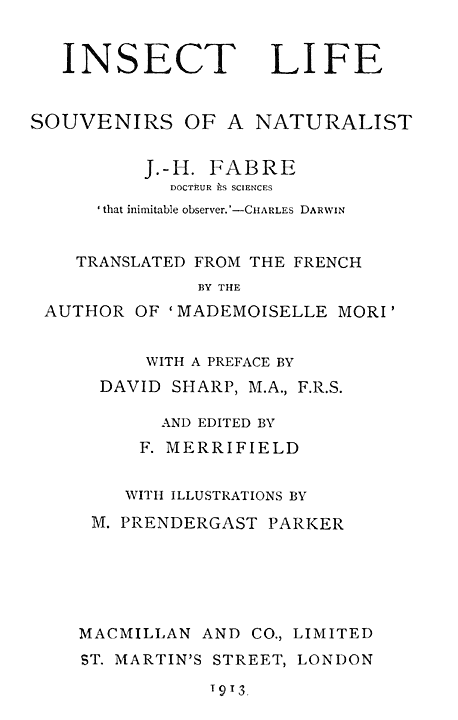 INSECT LIFE
SOUVENIRS OF A NATURALIST
J.-H. FABRE
DOCTEUR ÈS SCIENCES
‘that inimitable observer.’—CHARLES DARWIN
TRANSLATED FROM THE FRENCH
BY THE
AUTHOR OF ‘MADEMOISELLE MORI’
WITH A PREFACE BY
DAVID SHARP, M.A., F.R.S.
AND EDITED BY
F. MERRIFIELD
WITH ILLUSTRATIONS BY
M. PRENDERGAST PARKER
MACMILLAN AND CO., LIMITED
ST. MARTIN’S STREET, LONDON
1913.